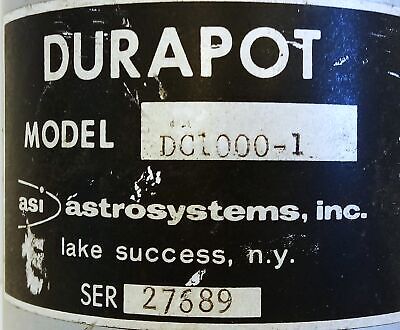 DURAPOT
MODEL DC1000-1
asi astrosystems, inc.
lake success, n.y.
SER 27689